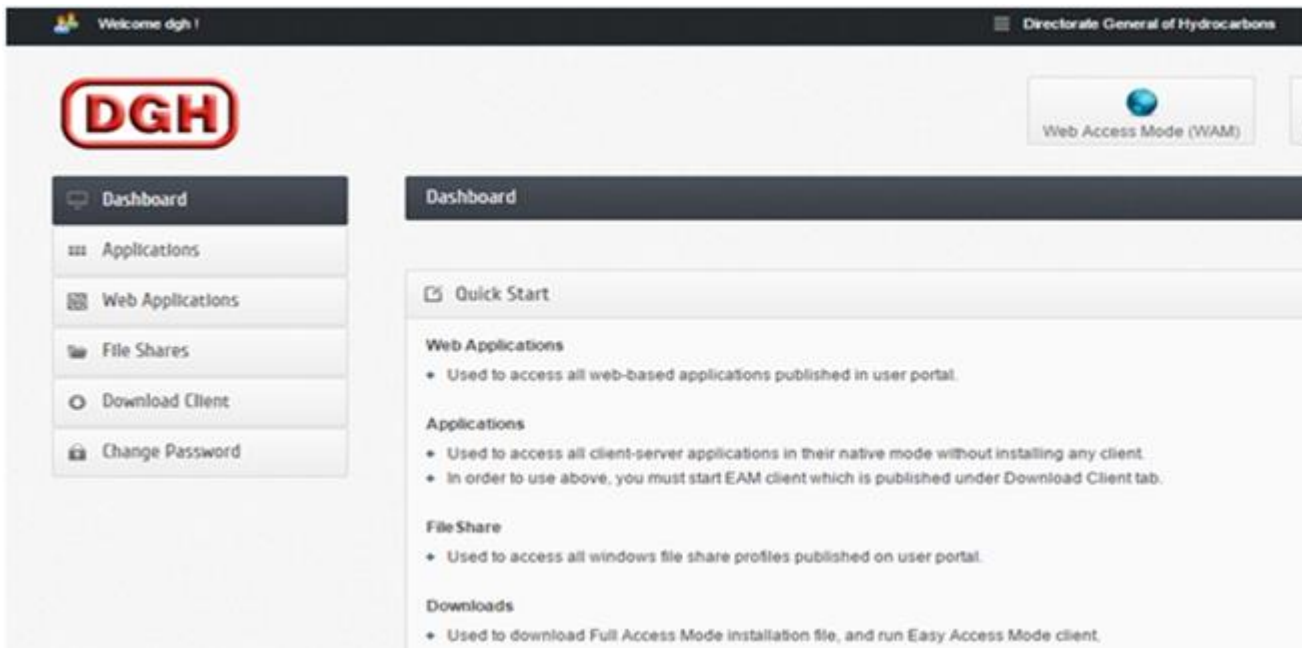 Welcome dgh !
Directorate General of Hydrocarbons
DGH
Web Access Mode (WAM)
Dashboard
Applications
Web Applications
File Shares
Download Client
Change Password
Dashboard
Quick Start
Web Applications
Used to access all web-based applications published in user portal.
Applications
Used to access all client-server applications in their native mode without installing any client.
In order to use above, you must start EAM client which is published under Download Client tab.
FileShare
Used to access all windows file share profiles published on user portal.
Downloads
Used to download Full Access Mode installation file, and run Easy Access Mode client.